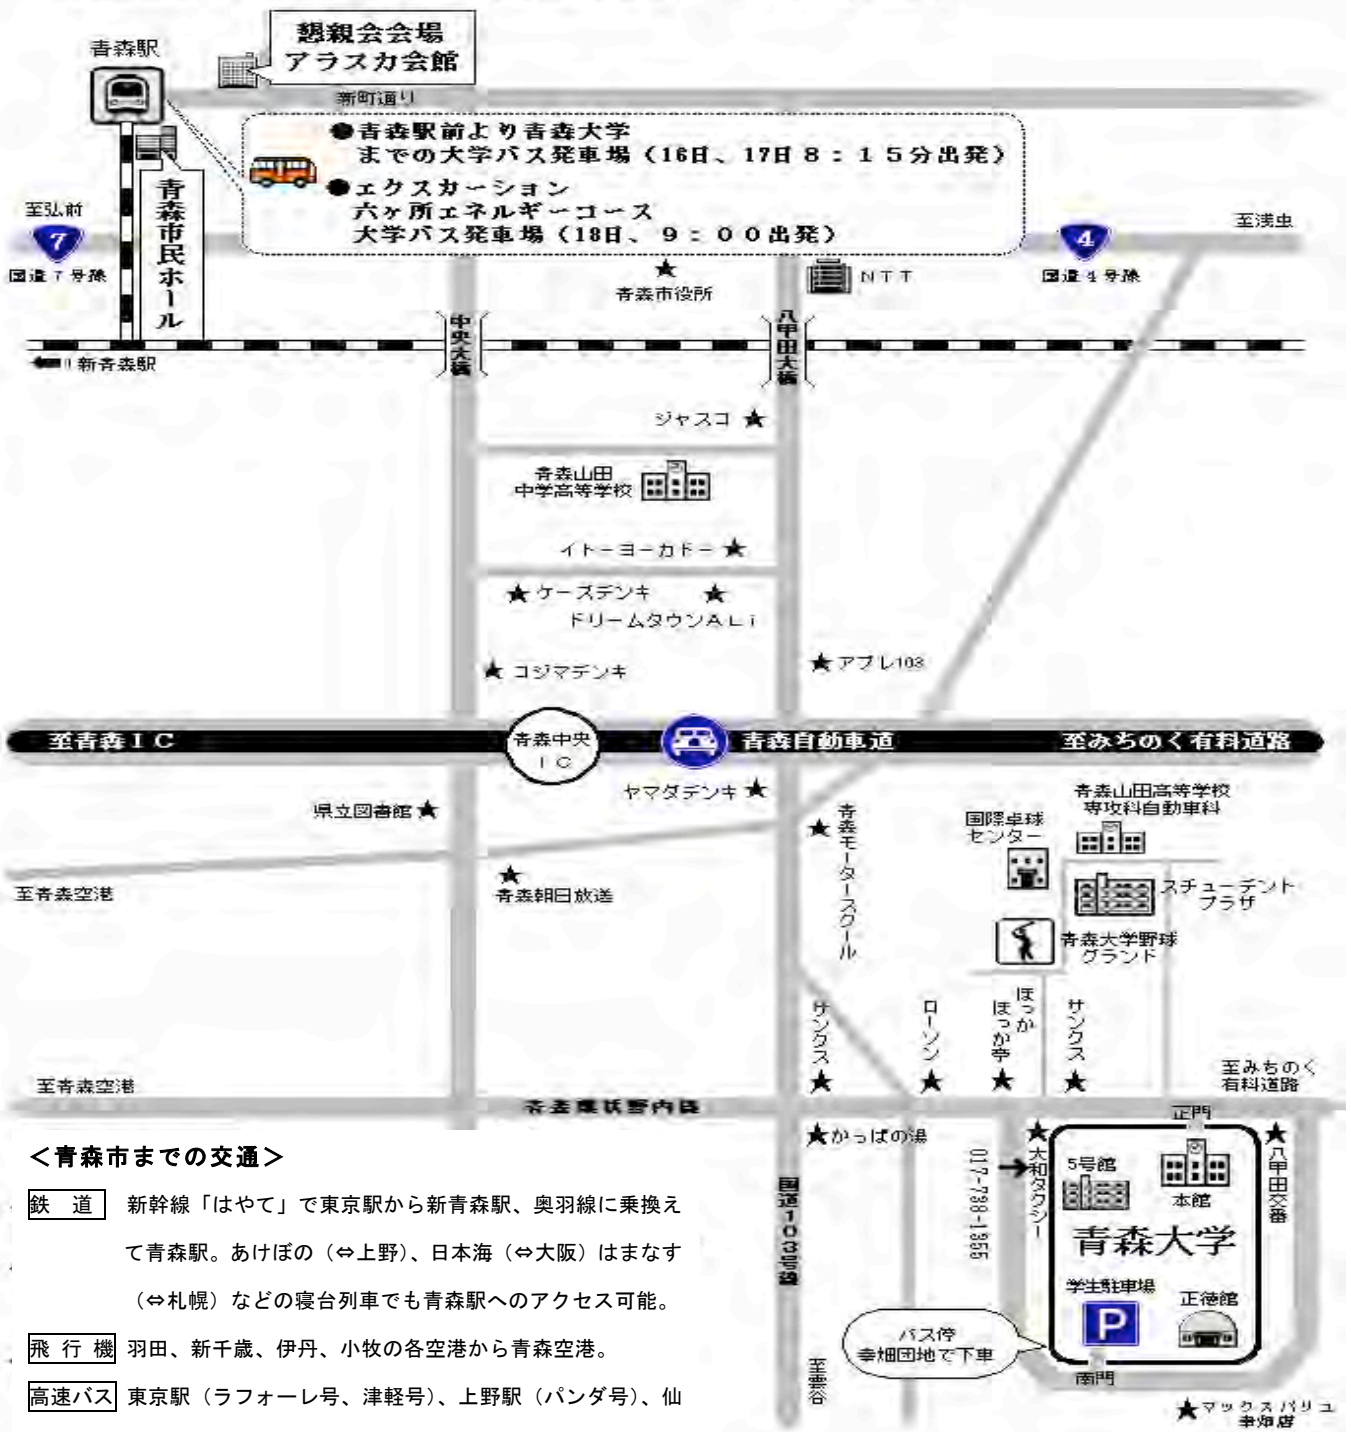 懇親会会場
アラスカ会館
青森駅
新町通り
●青森駅前より青森大学
までの大学バス発車場（16日、17日８：１５分出発）
●エクスカーション
六ヶ所エネルギーコース
大学バス発車場（18日、９：００出発）
青森市民ホール
至弘前
7
国道７号線
至浅虫
4
国道４号線
★
青森市役所
ＮＴＴ
中央大橋
八甲田大橋
新青森駅
ジャスコ ★
青森山田
中学高等学校
イトーヨーカドー ★
★ ケーズデンキ ★
ドリームタウンＡＬｉ
★ コジマデンキ
★ アプレ103
至青森ＩＣ
青森中央
ＩＣ
青森自動車道
至みちのく有料道路
ヤマダデンキ ★
県立図書館 ★
★ 青森モータースクール
国際卓球
センター
青森山田高等学校
専攻科自動車科
至青森空港
★
青森朝日放送
スチューデント
プラザ
青森大学野球
グランド
サンクス ★
ローソン ★
ほっか
ほっか亭 ★
サンクス ★
至青森空港
至みちのく
有料道路
青森環状野内線
正門
★ かっぱの湯
017-738-1355
★ 大和タクシー
5号館
本館
★ 八甲田交番
青森大学
国道103号線
学生駐車場
P
正徳館
バス停
幸畑団地で下車
南門
至雲谷
★ マックスバリュ
幸畑店
＜青森市までの交通＞
鉄　道 新幹線「はやて」で東京駅から新青森駅、奥羽線に乗換え
て青森駅。あけぼの（⇔上野）、日本海（⇔大阪）はまなす
（⇔札幌）などの寝台列車でも青森駅へのアクセス可能。
飛 行 機 羽田、新千歳、伊丹、小牧の各空港から青森空港。
高速バス 東京駅（ラフォーレ号、津軽号）、上野駅（パンダ号）、仙